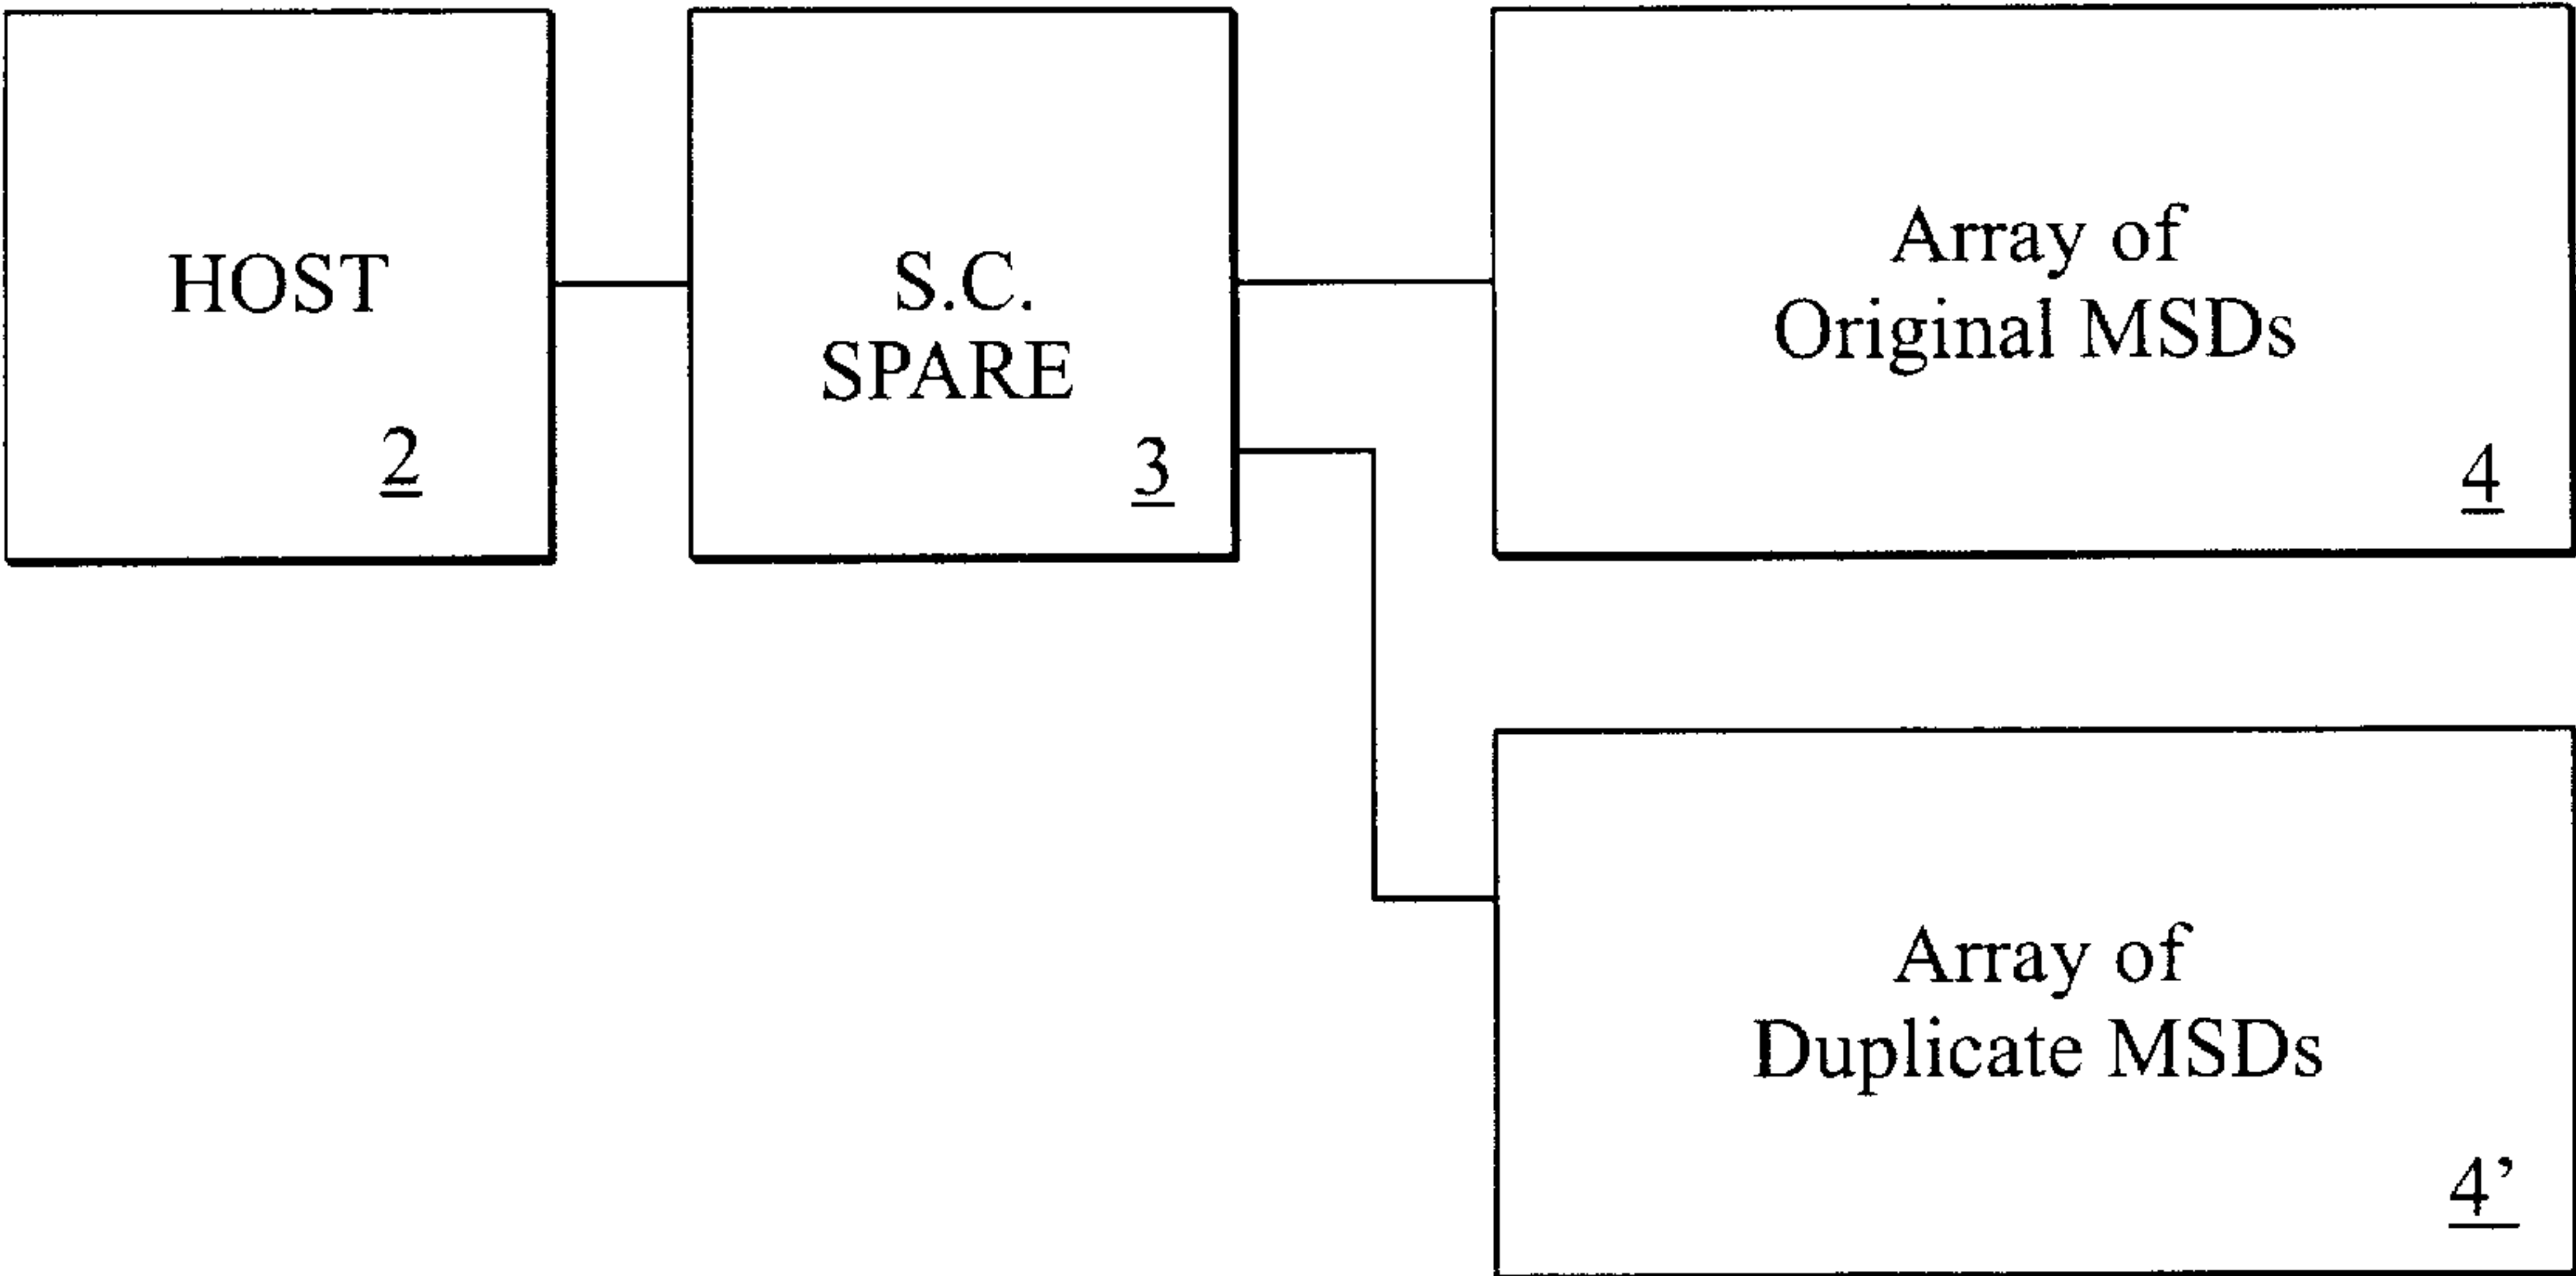 HOST
2
S.C.
SPARE
3
Array of
Original MSDs
4
Array of
Duplicate MSDs
4’